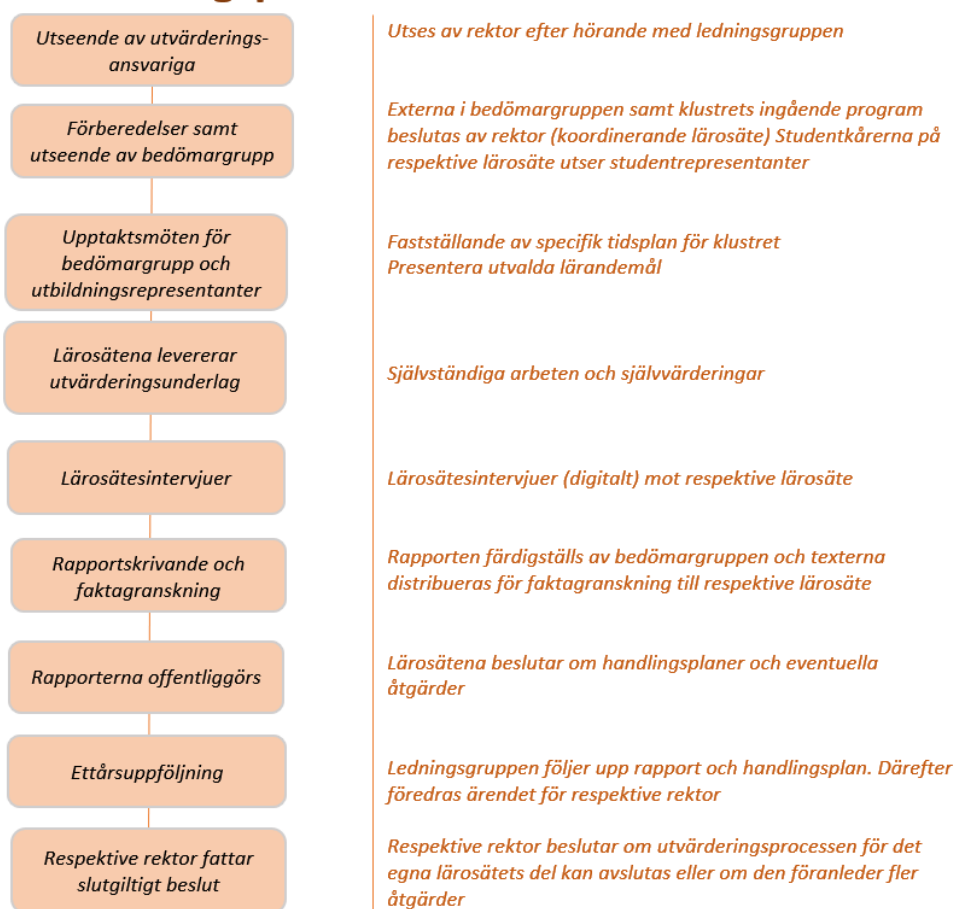 Utseende av utvärderings-
ansvariga
Utses av rektor efter hörande med ledningsgruppen
Förberedelser samt
utseende av bedömargrupp
Externa i bedömargruppen samt klustrets ingående program
beslutas av rektor (koordinerande lärosäte) Studentkårerna på
respektive lärosäte utser studentrepresentanter
Upptaktsmöten för
bedömargrupp och
utbildningsrepresentanter
Fastställande av specifik tidsplan för klustret
Presentera utvalda lärandemål
Lärosätena levererar
utvärderingsunderlag
Självständiga arbeten och självvärderingar
Lärosätesintervjuer
Lärosätesintervjuer (digitalt) mot respektive lärosäte
Rapportskrivande och
faktagranskning
Rapporten färdigställs av bedömargruppen och texterna
distribueras för faktagranskning till respektive lärosäte
Rapporterna offentliggörs
Lärosätena beslutar om handlingsplaner och eventuella
åtgärder
Ettårsuppföljning
Ledningsgruppen följer upp rapport och handlingsplan. Därefter
föredras ärendet för respektive rektor
Respektive rektor fattar
slutgiltigt beslut
Respektive rektor beslutar om utvärderingsprocessen för det
egna lärosätets del kan avslutas eller om den föranleder fler
åtgärder